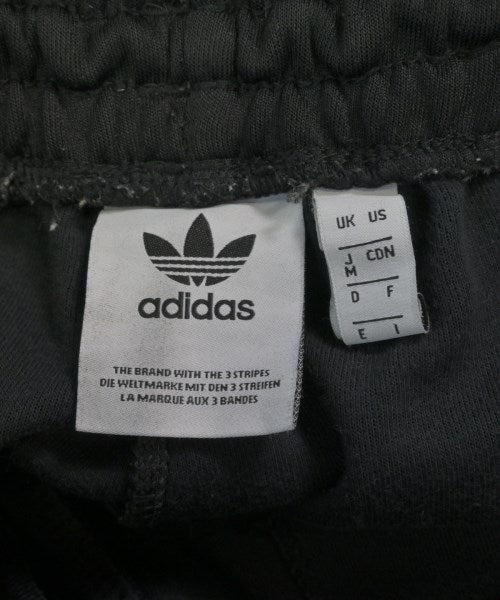 adidas
THE BRAND WITH THE 3 STRIPES
DIE WELTMARKE MIT DEN 3 STREIFEN
LA MARQUE AUX 3 BANDES
UK US
J CDN
M
D F
E I